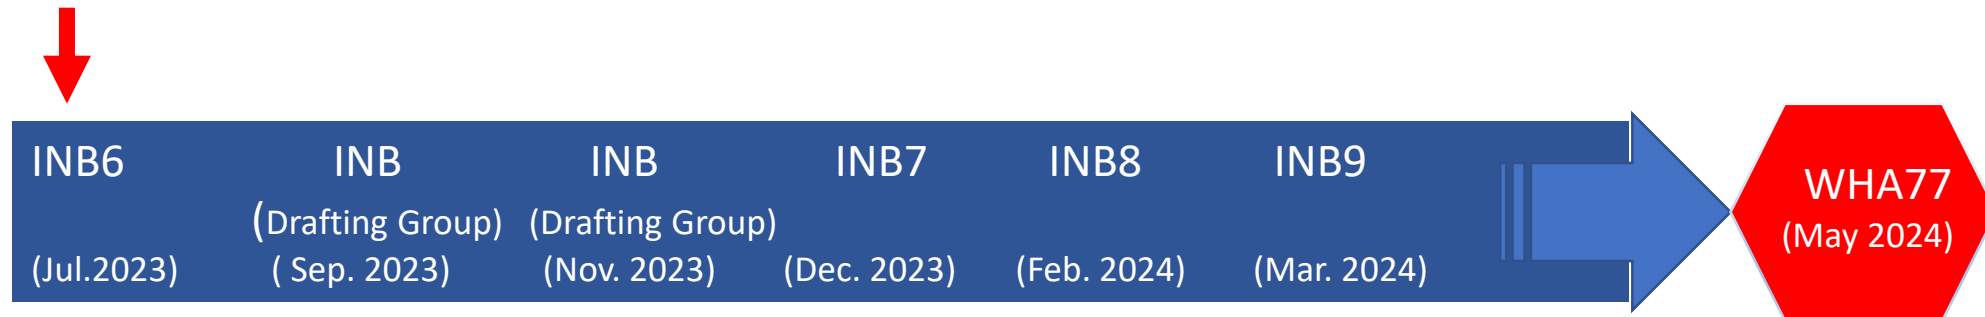 INB6 INB INB INB7 INB8 INB9
(Drafting Group) (Drafting Group)
(Jul.2023) ( Sep. 2023) (Nov. 2023) (Dec. 2023) (Feb. 2024) (Mar. 2024)
WHA77
(May 2024)